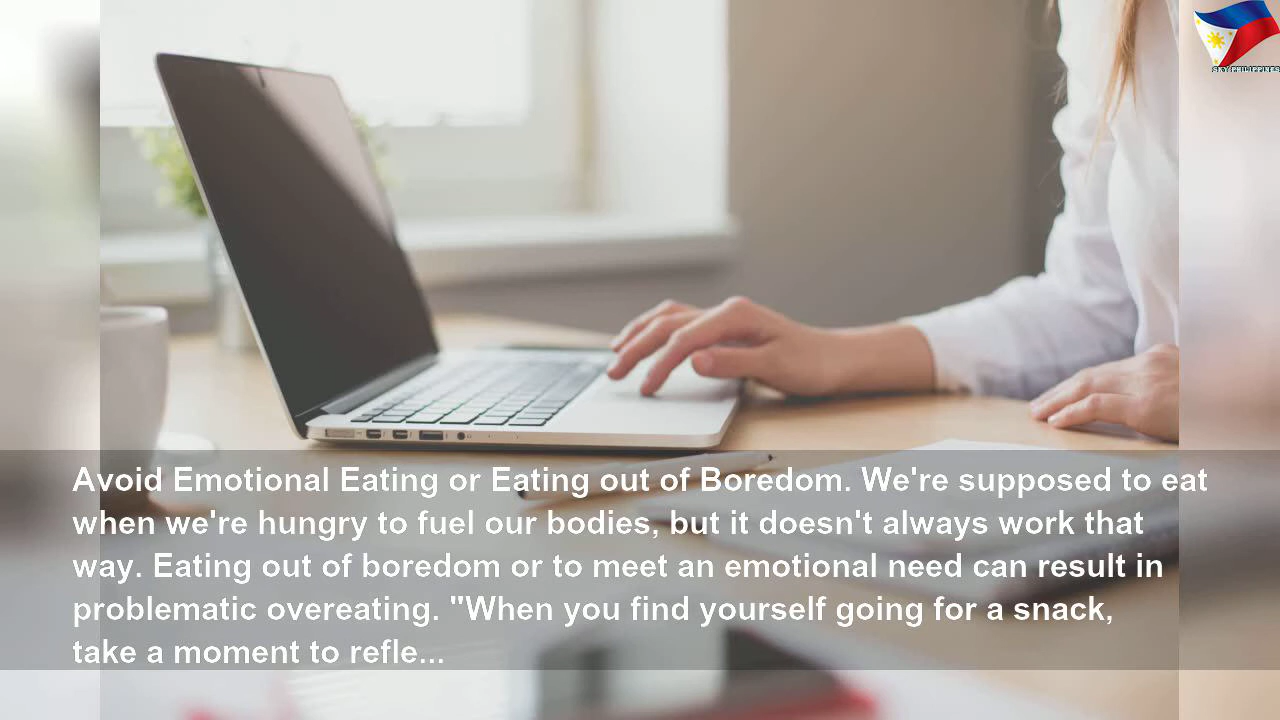 SKY PHILIPPINES
Avoid Emotional Eating or Eating out of Boredom. We're supposed to eat
when we're hungry to fuel our bodies, but it doesn't always work that
way. Eating out of boredom or to meet an emotional need can result in
problematic overeating. "When you find yourself going for a snack,
take a moment to refle...